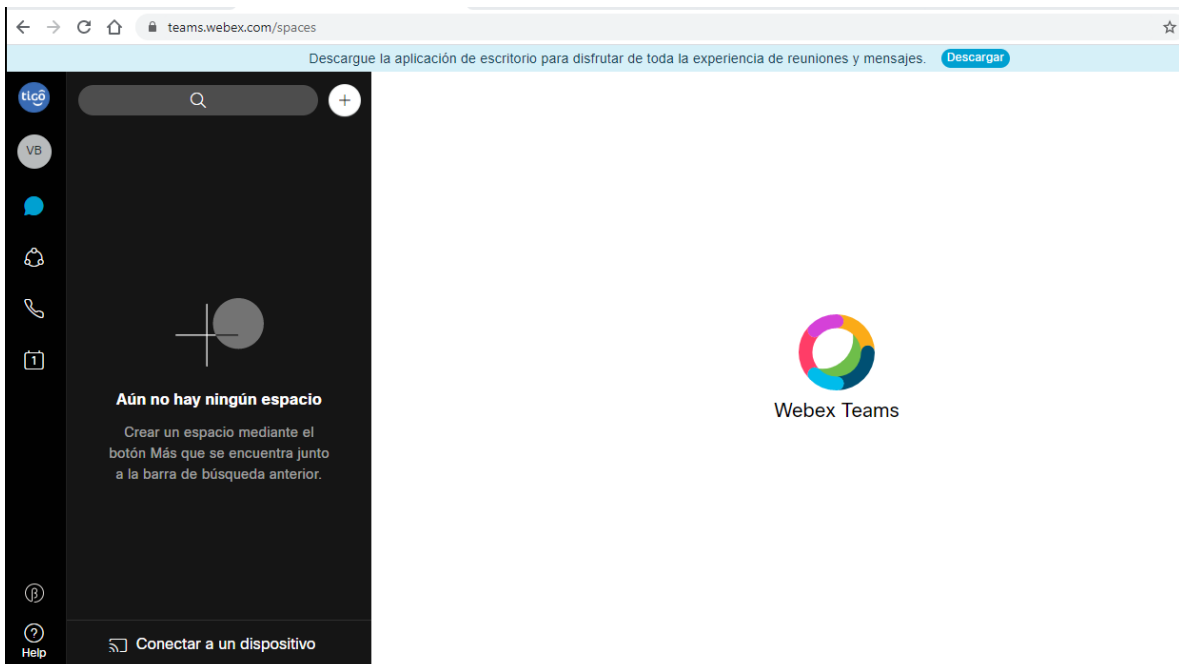 teams.webex.com/spaces
Descargue la aplicación de escritorio para disfrutar de toda la experiencia de reuniones y mensajes. Descargar
tigô
VB
1
Aún no hay ningún espacio
Crear un espacio mediante el
botón Más que se encuentra junto
a la barra de búsqueda anterior.
Webex Teams
β
?
Help
Conectar a un dispositivo